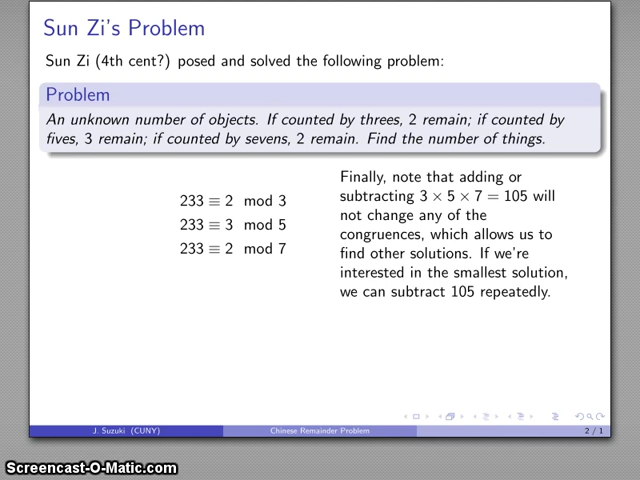 Sun Zi's Problem
Sun Zi (4th cent?) posed and solved the following problem:
Problem
An unknown number of objects. If counted by threes, 2 remain; if counted by
fives, 3 remain; if counted by sevens, 2 remain. Find the number of things.
233 ≡ 2 mod 3
233 ≡ 3 mod 5
233 ≡ 2 mod 7
Finally, note that adding or
subtracting 3 × 5 × 7 = 105 will
not change any of the
congruences, which allows us to
find other solutions. If we're
interested in the smallest solution,
we can subtract 105 repeatedly.
J. Suzuki (CUNY)
Chinese Remainder Problem
2 / 1
Screencast-O-Matic.com